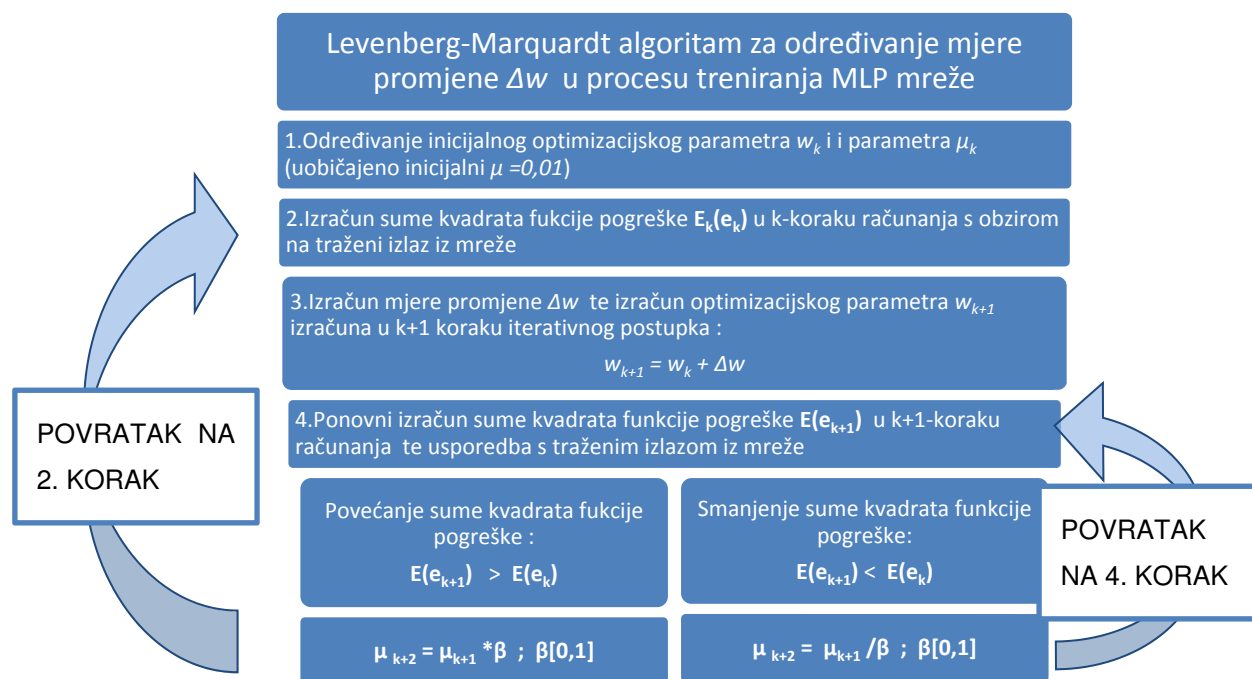 Levenberg-Marquardt algoritam za određivanje mjere
promjene Δw u procesu treniranja MLP mreže
1.Određivanje inicijalnog optimizacijskog parametra wₖ i i parametra μₖ
(uobičajeno inicijalni μ =0,01)
2.Izračun sume kvadrata fukcije pogreške Eₖ(eₖ) u k-koraku računanja s obzirom
na traženi izlaz iz mreže
3.Izračun mjere promjene Δw te izračun optimizacijskog parametra wₖ₊₁
izračuna u k+1 koraku iterativnog postupka :
wₖ₊₁ = wₖ + Δw
4.Ponovni izračun sume kvadrata funkcije pogreške E(eₖ₊₁) u k+1-koraku
računanja te usporedba s traženim izlazom iz mreže
POVRATAK NA
2. KORAK
Povećanje sume kvadrata fukcije
pogreške :
E(eₖ₊₁) > E(eₖ)
Smanjenje sume kvadrata funkcije
pogreške:
E(eₖ₊₁) < E(eₖ)
POVRATAK
NA 4. KORAK
μ ₖ₊₂ = μₖ₊₁ *β ; β[0,1]
μ ₖ₊₂ = μₖ₊₁ /β ; β[0,1]